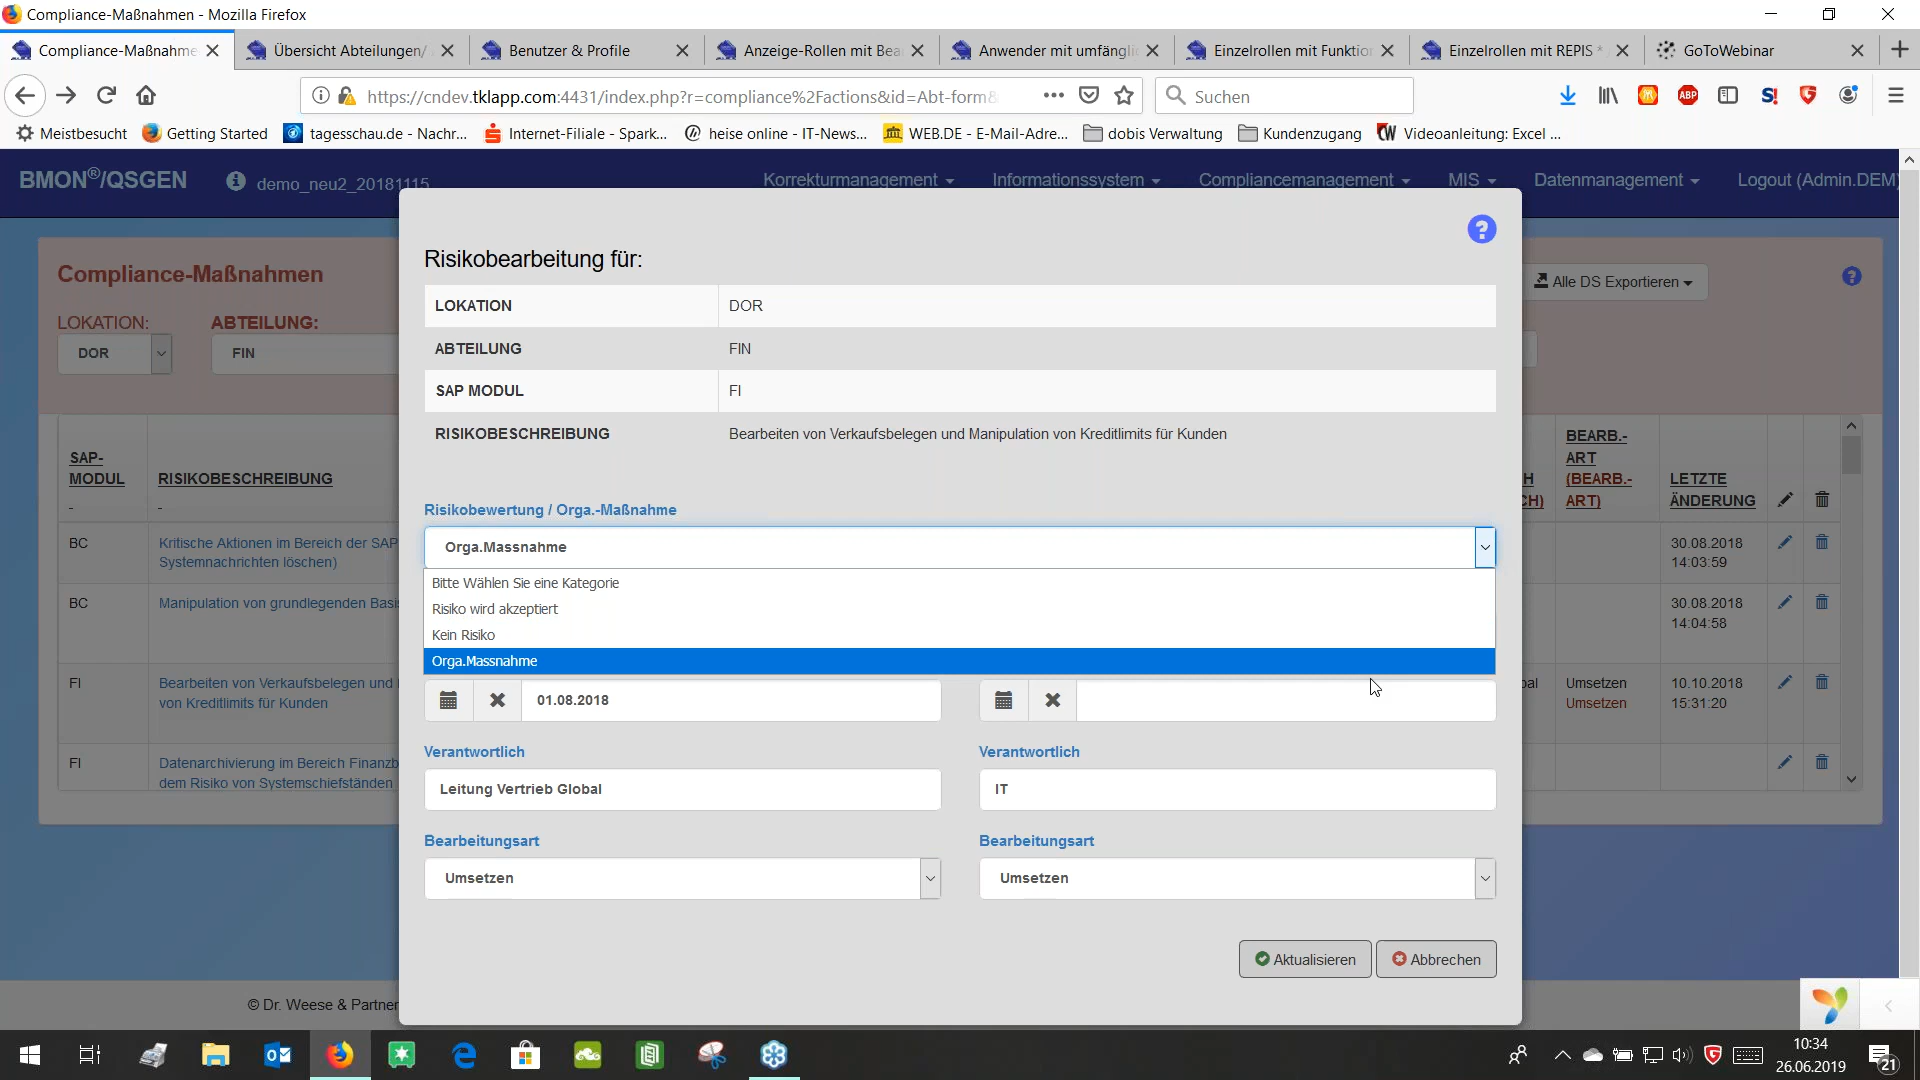 Compliance-Maßnahmen - Mozilla Firefox
Compliance-Maßnahme
Übersicht Abteilungen/
Benutzer & Profile
Anzeige-Rollen mit Bea
Anwender mit umfängli
Einzelrollen mit Funktio
Einzelrollen mit REPIS *
GoToWebinar
https://cndev.tklapp.com:4431/index.php?r=compliance%2Factions&id=Abt-form&
Suchen
Meistbesucht
Getting Started
tagesschau.de - Nachr...
Internet-Filiale - Spark...
heise online - IT-News...
WEB.DE - E-Mail-Adre...
dobis Verwaltung
Kundenzugang
Videoanleitung: Excel ...
BMON®/QSGEN
demo_neu2_20181115
Korrekturmanagement
Informationssystem
Compliancemanagement
MIS
Datenmanagement
Logout (Admin.DEM)
Compliance-Maßnahmen
LOKATION:
ABTEILUNG:
DOR
FIN
Alle DS Exportieren
?
SAP-
MODUL
-
RISIKOBESCHREIBUNG
-
H
CH)
BEARB.-
ART
(BEARB.-
ART)
LETZTE
ÄNDERUNG
BC
Kritische Aktionen im Bereich der SAP
Systemnachrichten löschen)
30.08.2018
14:03:59
BC
Manipulation von grundlegenden Basi
30.08.2018
14:04:58
FI
Bearbeiten von Verkaufsbelegen und
von Kreditlimits für Kunden
bal
Umsetzen
Umsetzen
10.10.2018
15:31:20
FI
Datenarchivierung im Bereich Finanzb
dem Risiko von Systemschiefständen
?
Risikobearbeitung für:
LOKATION DOR
ABTEILUNG FIN
SAP MODUL FI
RISIKOBESCHREIBUNG Bearbeiten von Verkaufsbelegen und Manipulation von Kreditlimits für Kunden
Risikobewertung / Orga.-Maßnahme
Orga.Massnahme
Bitte Wählen Sie eine Kategorie
Risiko wird akzeptiert
Kein Risiko
Orga.Massnahme
01.08.2018
Verantwortlich
Verantwortlich
Leitung Vertrieb Global
IT
Bearbeitungsart
Bearbeitungsart
Umsetzen
Umsetzen
Aktualisieren
Abbrechen
© Dr. Weese & Partner
10:34
26.06.2019
21